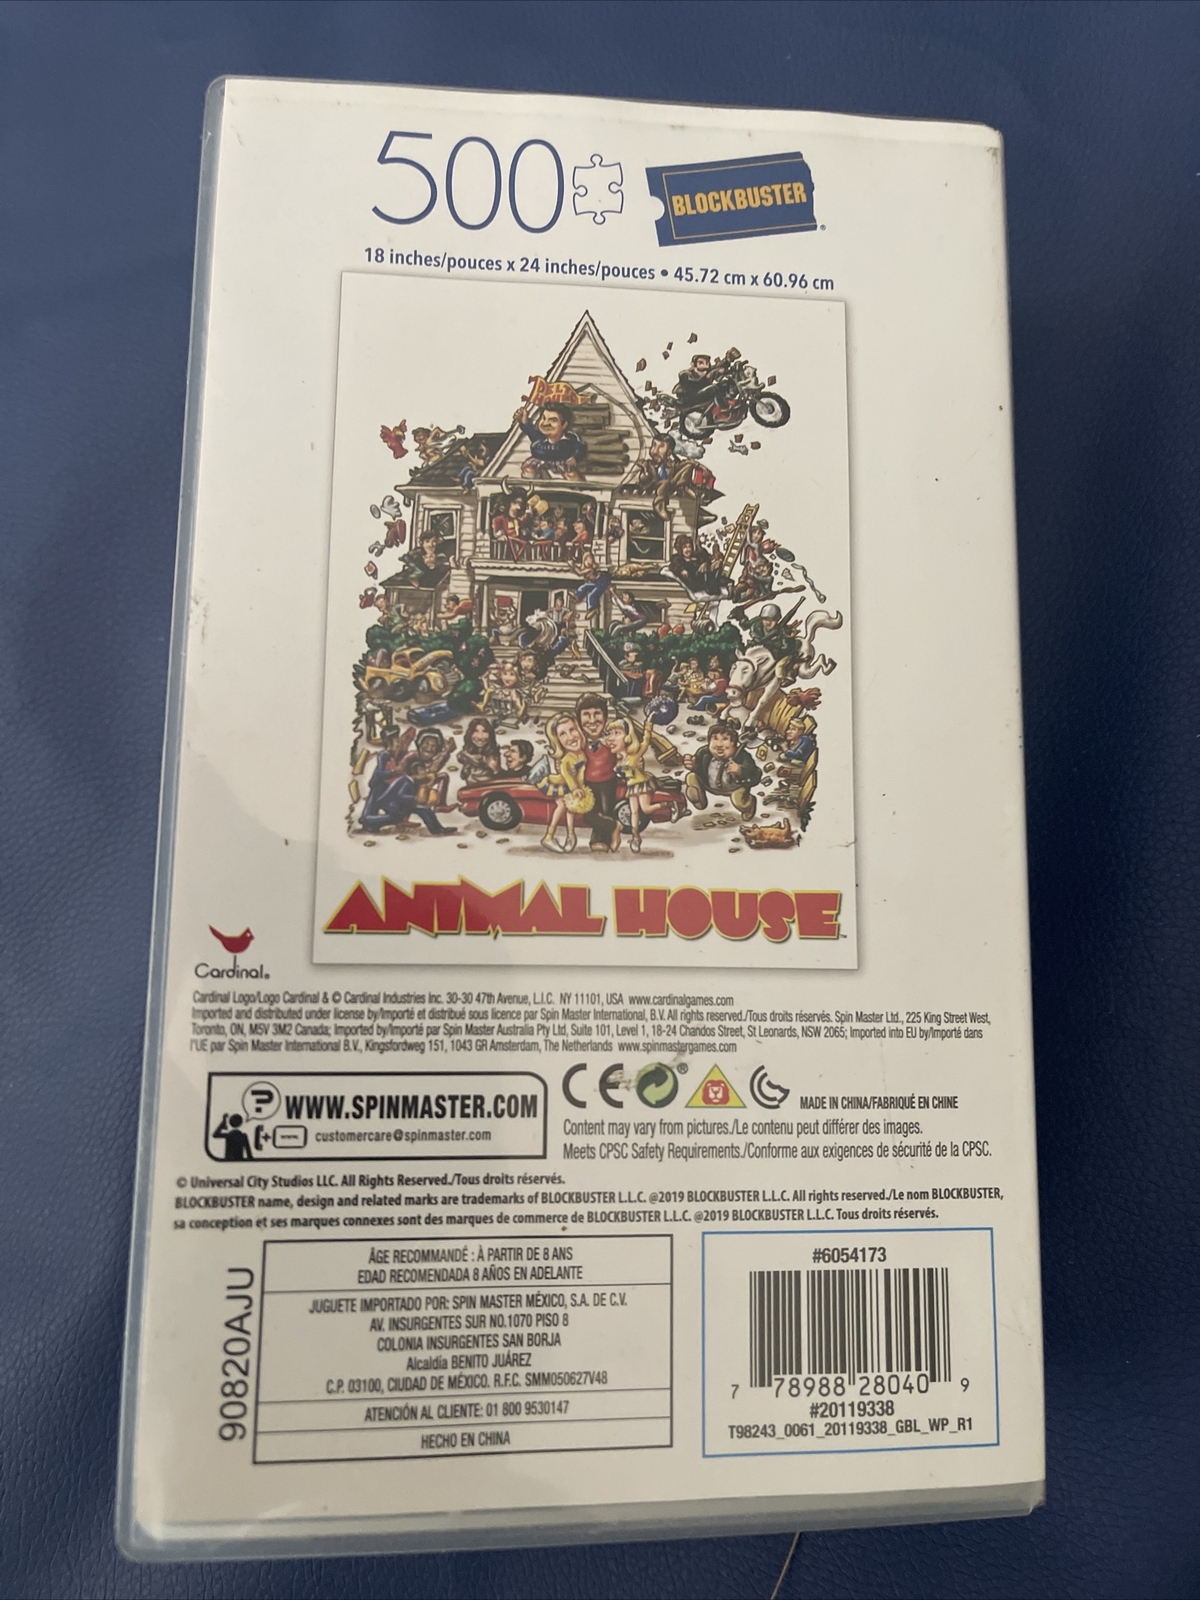 500
BLOCKBUSTER®
18 inches/pouces x 24 inches/pouces • 45.72 cm x 60.96 cm
DELTA HOUSE
ANIMAL HOUSE™
Cardinal®
Cardinal Logo/Logo Cardinal & © Cardinal Industries Inc. 30-30 47th Avenue, L.I.C. NY 11101, USA www.cardinalgames.com
Imported and distributed under license by/Importé et distribué sous licence par Spin Master International, B.V. All rights reserved./Tous droits réservés. Spin Master Ltd., 225 King Street West,
Toronto, ON, M5V 3M2 Canada; Imported by/Importé par Spin Master Australia Pty Ltd, Suite 101, Level 1, 18-24 Chandos Street, St Leonards, NSW 2065; Imported into EU by/Importé dans
l'UE par Spin Master International B.V., Kingsfordweg 151, 1043 GR Amsterdam, The Netherlands www.spinmastergames.com
? WWW.SPINMASTER.COM
customercare@spinmaster.com
CE ® MADE IN CHINA/FABRIQUÉ EN CHINE
Content may vary from pictures./Le contenu peut différer des images.
Meets CPSC Safety Requirements./Conforme aux exigences de sécurité de la CPSC.
© Universal City Studios LLC. All Rights Reserved./Tous droits réservés.
BLOCKBUSTER name, design and related marks are trademarks of BLOCKBUSTER L.L.C. @2019 BLOCKBUSTER L.L.C. All rights reserved./Le nom BLOCKBUSTER,
sa conception et ses marques connexes sont des marques de commerce de BLOCKBUSTER L.L.C. @2019 BLOCKBUSTER L.L.C. Tous droits réservés.
90820AJU
ÂGE RECOMMANDÉ : À PARTIR DE 8 ANS
EDAD RECOMENDADA 8 AÑOS EN ADELANTE
JUGUETE IMPORTADO POR: SPIN MASTER MÉXICO, S.A. DE C.V.
AV. INSURGENTES SUR NO.1070 PISO 8
COLONIA INSURGENTES SAN BORJA
Alcaldía BENITO JUÁREZ
C.P. 03100, CIUDAD DE MÉXICO. R.F.C. SMM050627V48
ATENCIÓN AL CLIENTE: 01 800 9530147
HECHO EN CHINA
#6054173
7 78988 28040 9
#20119338
T98243_0061_20119338_GBL_WP_R1